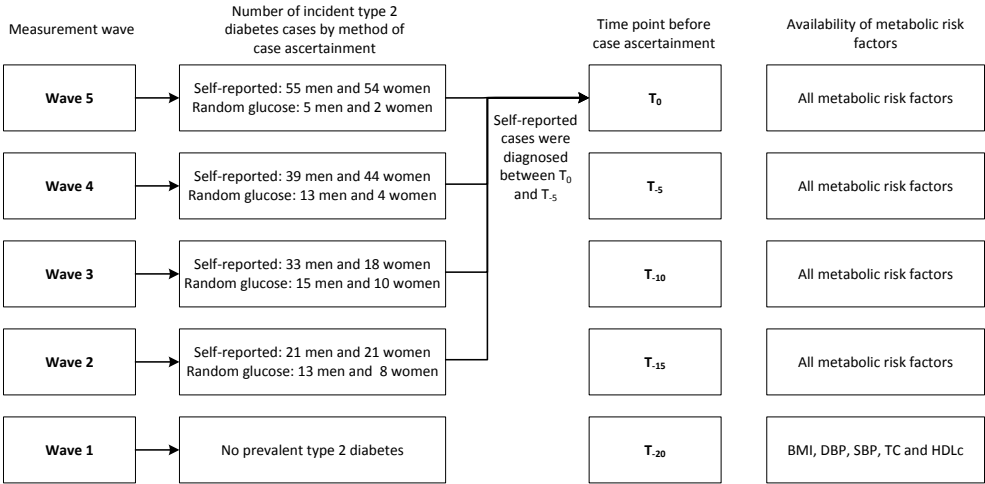 Measurement wave
Number of incident type 2
diabetes cases by method of
case ascertainment
Time point before
case ascertainment
Availability of metabolic risk
factors
Wave 5
Self-reported: 55 men and 54 women
Random glucose: 5 men and 2 women
T0
All metabolic risk factors
Self-reported
cases were
diagnosed
between T0
and T-5
Wave 4
Self-reported: 39 men and 44 women
Random glucose: 13 men and 4 women
T-5
All metabolic risk factors
Wave 3
Self-reported: 33 men and 18 women
Random glucose: 15 men and 10 women
T-10
All metabolic risk factors
Wave 2
Self-reported: 21 men and 21 women
Random glucose: 13 men and 8 women
T-15
All metabolic risk factors
Wave 1
No prevalent type 2 diabetes
T-20
BMI, DBP, SBP, TC and HDLc